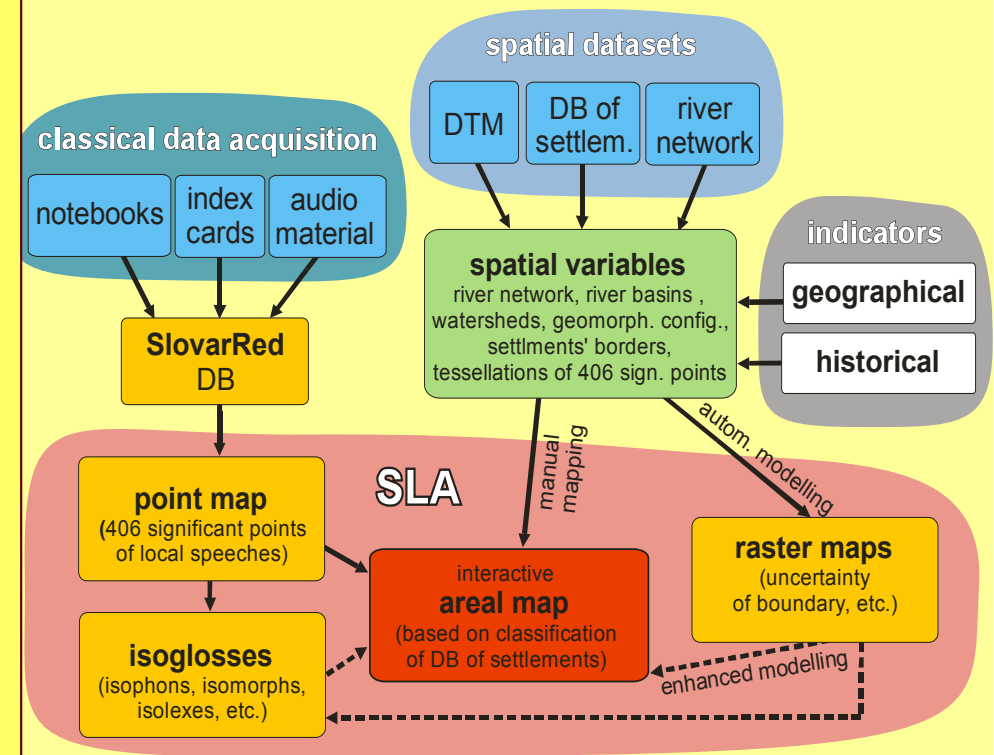 spatial datasets
DTM
DB of
settlem.
river
network
classical data acquisition
notebooks
index
cards
audio
material
indicators
geographical
historical
spatial variables
river network, river basins ,
watersheds, geomorph. config.,
settlments' borders,
tessellations of 406 sign. points
SlovarRed
DB
manual
mapping
autom. modelling
SLA
point map
(406 significant points
of local speeches)
interactive
areal map
(based on classification
of DB of settlements)
raster maps
(uncertainty
of boundary, etc.)
isoglosses
(isophons, isomorphs,
isolexes, etc.)
enhanced modelling